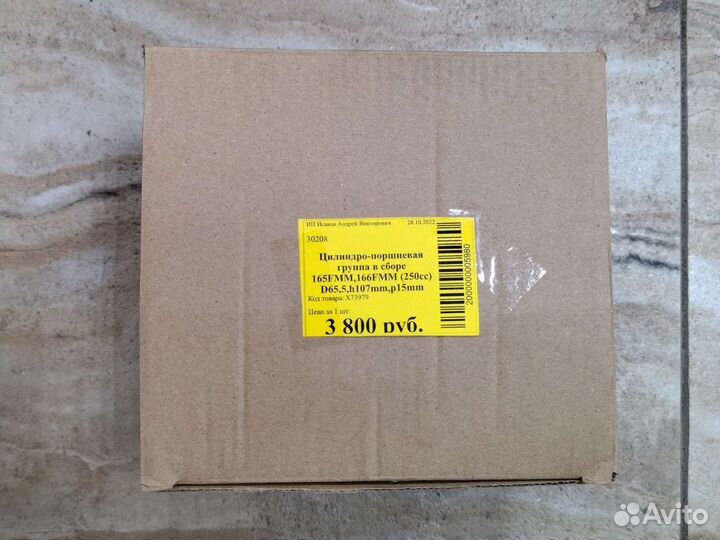 ИП Исаков Андрей Викторович 28.10.2022
30208
Цилиндро-поршневая
группа в сборе
165FMM,166FMM (250cc)
D65,5,h107mm,p15mm
Код товара: X73979
Цена за 1 шт.
3 800 руб.
2000000005980
Avito